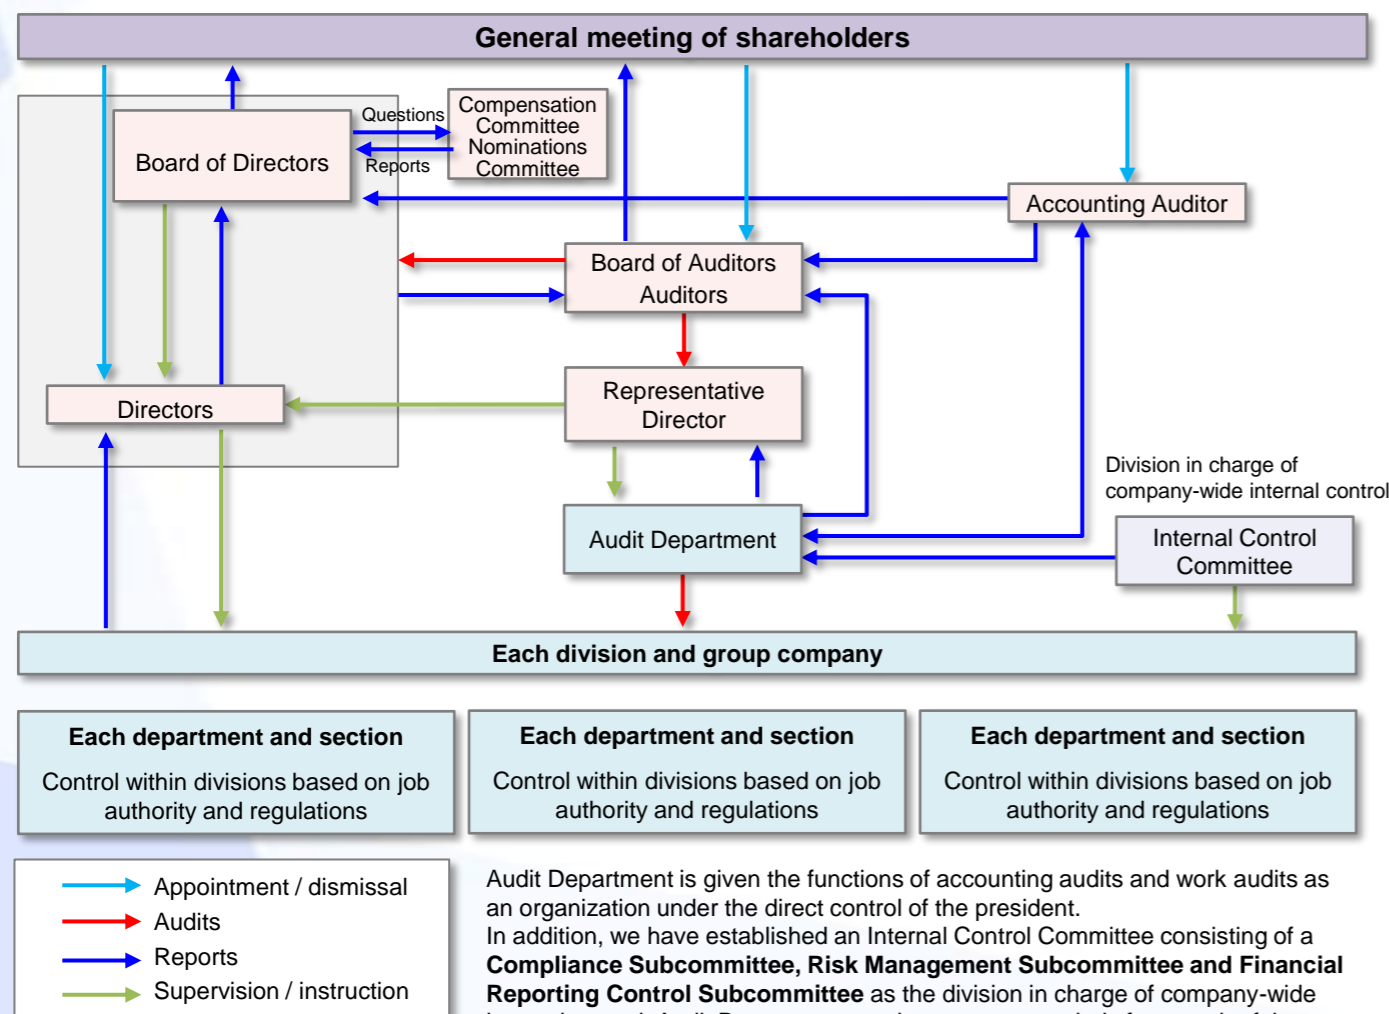 General meeting of shareholders
Questions
Reports
Compensation
Committee
Nominations
Committee
Board of Directors
Accounting Auditor
Board of Auditors
Auditors
Representative
Director
Directors
Division in charge of
company-wide internal control
Audit Department
Internal Control
Committee
Each division and group company
Each department and section
Control within divisions based on job
authority and regulations
Each department and section
Control within divisions based on job
authority and regulations
Each department and section
Control within divisions based on job
authority and regulations
Appointment / dismissal
Audits
Reports
Supervision / instruction
Audit Department is given the functions of accounting audits and work audits as
an organization under the direct control of the president.
In addition, we have established an Internal Control Committee consisting of a
Compliance Subcommittee, Risk Management Subcommittee and Financial
Reporting Control Subcommittee as the division in charge of company-wide